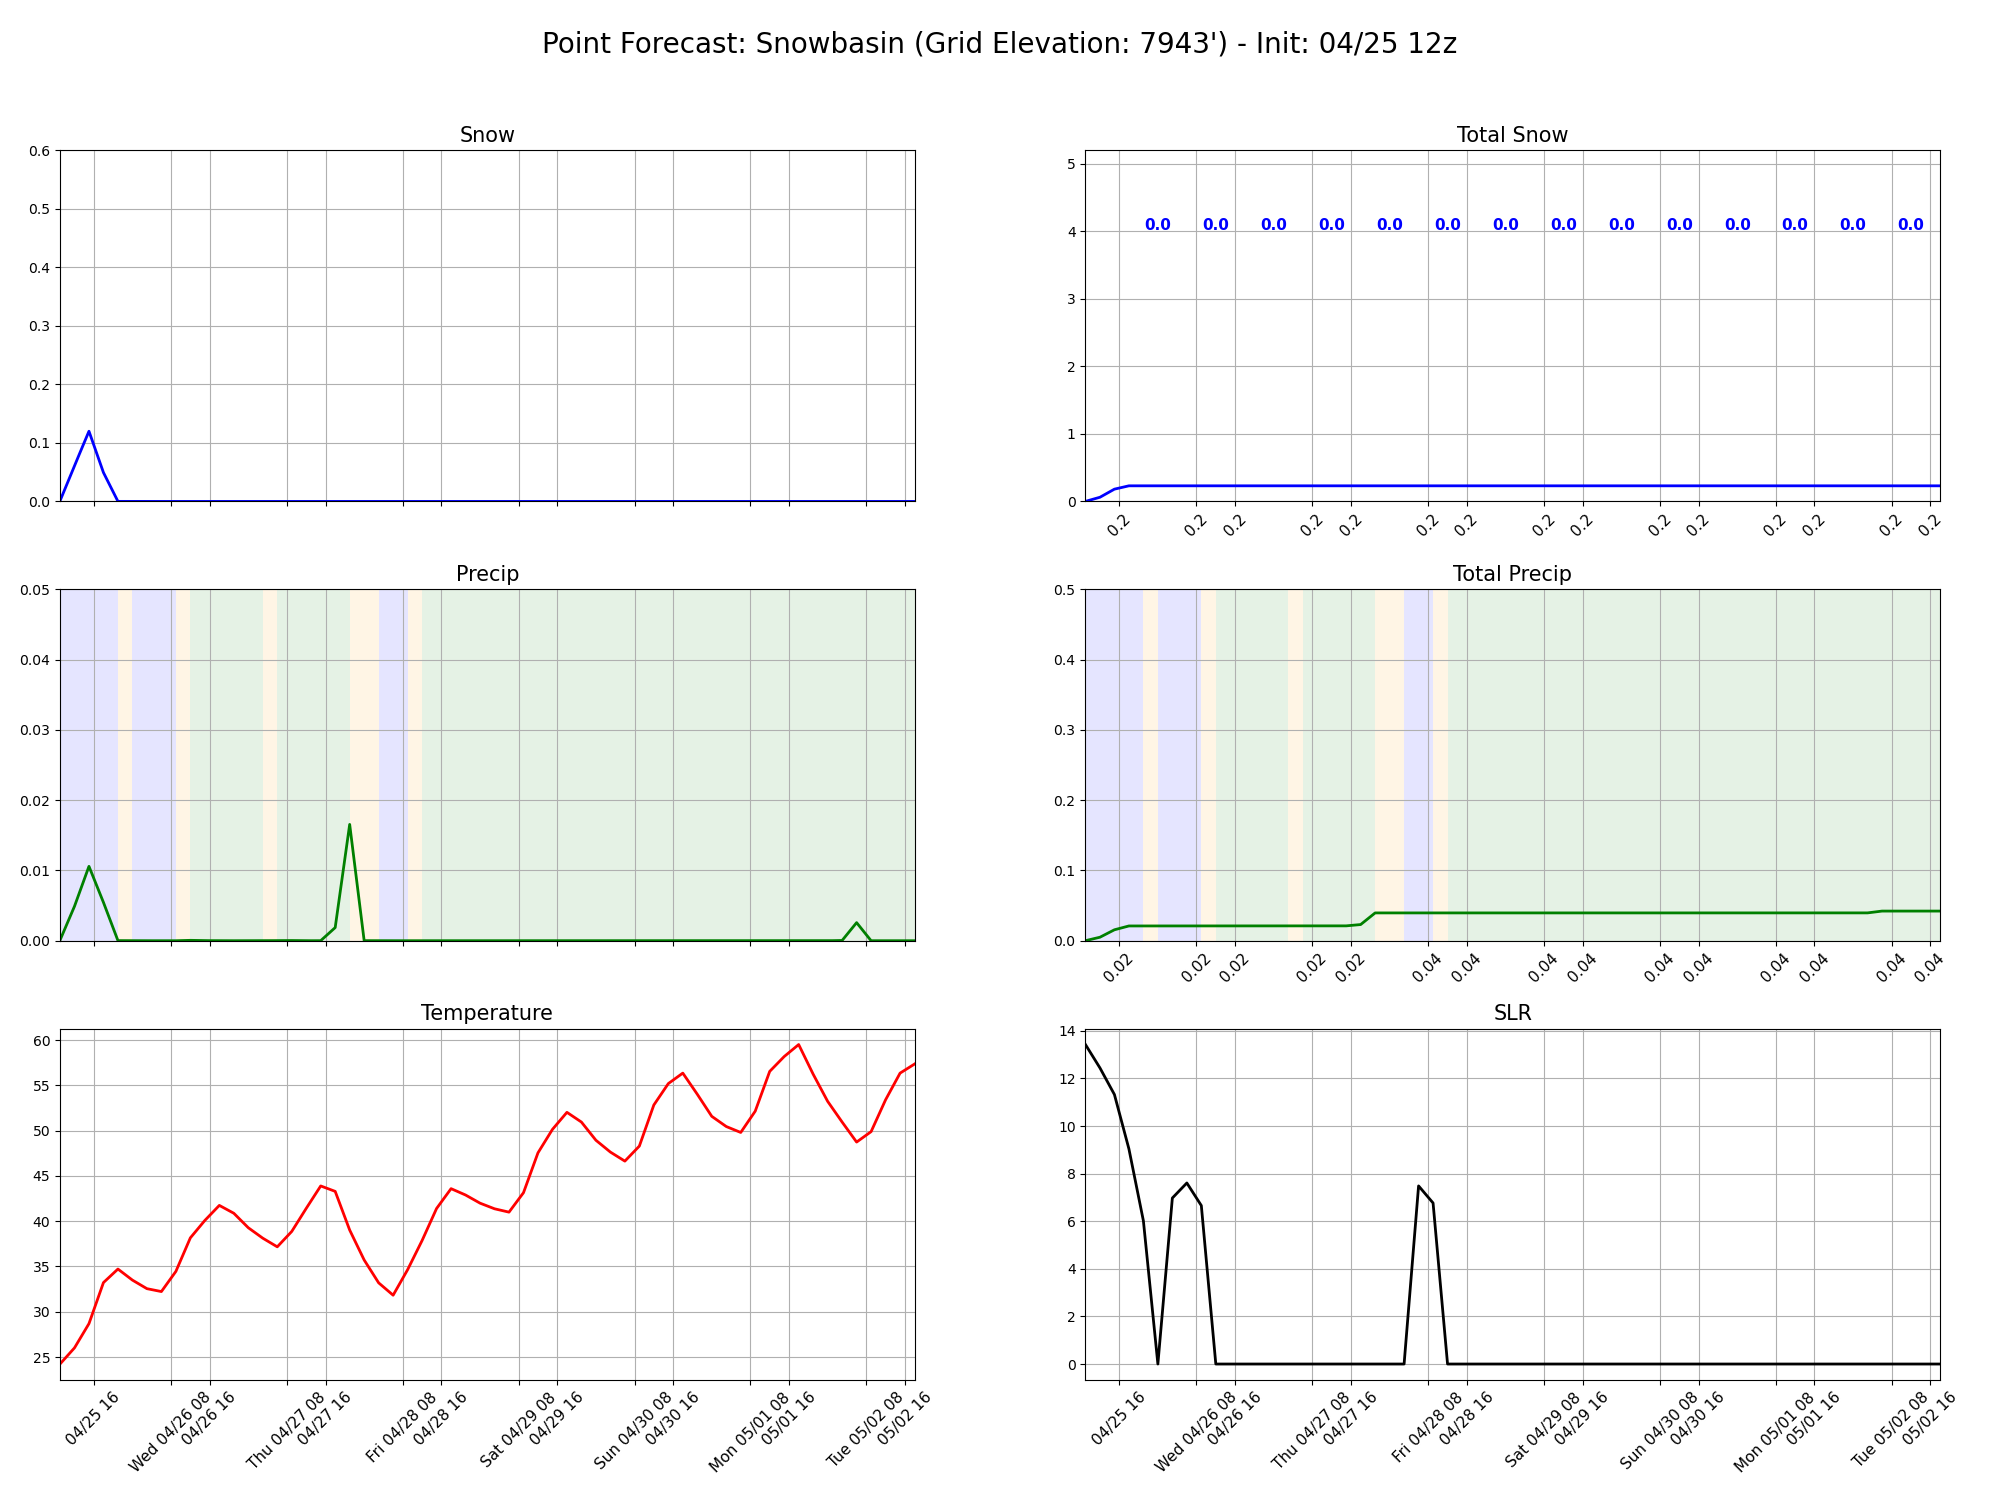 Point Forecast: Snowbasin (Grid Elevation: 7943') - Init: 04/25 12z
Snow
0.6
0.5
0.4
0.3
0.2
0.1
0.0
Total Snow
5
4
3
2
1
0
0.0 0.0 0.0 0.0 0.0 0.0 0.0 0.0 0.0 0.0 0.0 0.0 0.0 0.0
0.2 0.2 0.2 0.2 0.2 0.2 0.2 0.2 0.2 0.2 0.2 0.2 0.2 0.2 0.2
Precip
0.05
0.04
0.03
0.02
0.01
0.00
Total Precip
0.5
0.4
0.3
0.2
0.1
0.0
0.02 0.02 0.02 0.02 0.02 0.04 0.04 0.04 0.04 0.04 0.04 0.04 0.04 0.04 0.04
Temperature
60
55
50
45
40
35
30
25
04/25 16
Wed 04/26 08
04/26 16
Thu 04/27 08
04/27 16
Fri 04/28 08
04/28 16
Sat 04/29 08
04/29 16
Sun 04/30 08
04/30 16
Mon 05/01 08
05/01 16
Tue 05/02 08
05/02 16
SLR
14
12
10
8
6
4
2
0
04/25 16
Wed 04/26 08
04/26 16
Thu 04/27 08
04/27 16
Fri 04/28 08
04/28 16
Sat 04/29 08
04/29 16
Sun 04/30 08
04/30 16
Mon 05/01 08
05/01 16
Tue 05/02 08
05/02 16